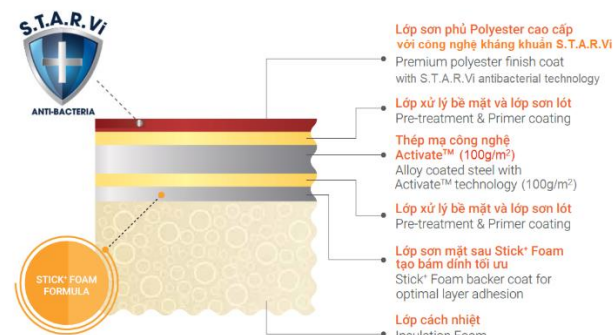 S.T.A.R.Vi
ANTI-BACTERIA
STICK⁺ FOAM
FORMULA
Lớp sơn phủ Polyester cao cấp
với công nghệ kháng khuẩn S.T.A.R.Vi
Premium polyester finish coat
with S.T.A.R.Vi antibacterial technology
Lớp xử lý bề mặt và lớp sơn lót
Pre-treatment & Primer coating
Thép mạ công nghệ
Activate™ (100g/m²)
Alloy coated steel with
Activate™ technology (100g/m²)
Lớp xử lý bề mặt và lớp sơn lót
Pre-treatment & Primer coating
Lớp sơn mặt sau Stick⁺ Foam
tạo bám dính tối ưu
Stick⁺ Foam backer coat for
optimal layer adhesion
Lớp cách nhiệt
Insulation Foam